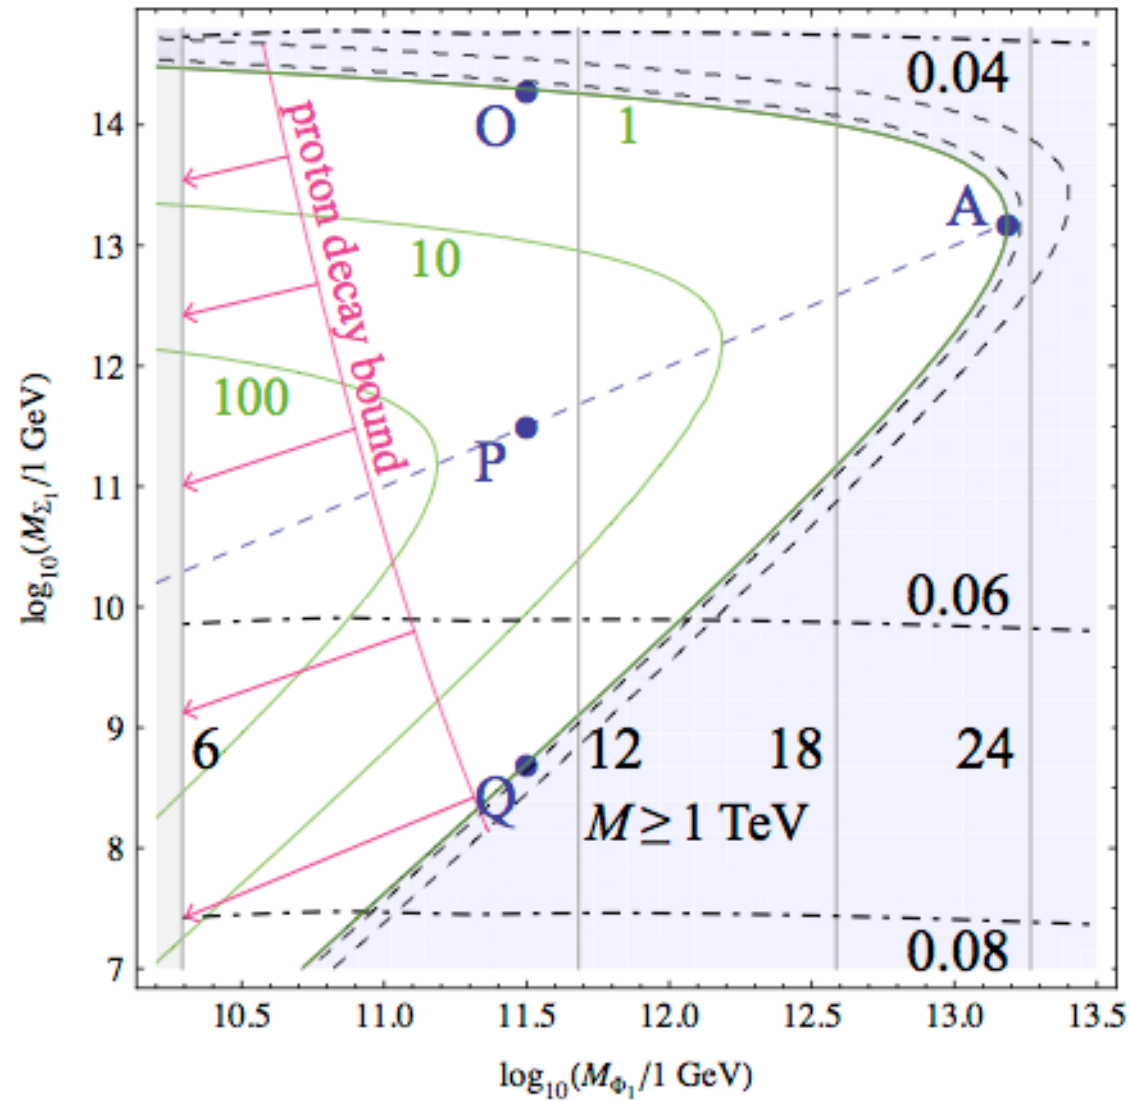 0.04
14
O
1
proton decay bound
A
13
10
12
100
P
11
log₁₀(M_Σ₁/1 GeV)
0.06
10
9
6
12
18
24
Q
M ≥ 1 TeV
8
0.08
7
10.5 11.0 11.5 12.0 12.5 13.0 13.5
log₁₀(M_Φ₁/1 GeV)